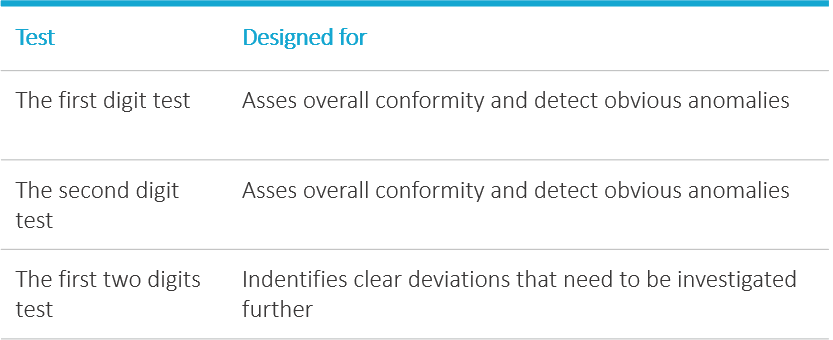 Test Designed for
The first digit test Asses overall conformity and detect obvious anomalies
The second digit Asses overall conformity and detect obvious anomalies
test
The first two digits Indentifies clear deviations that need to be investigated
test further